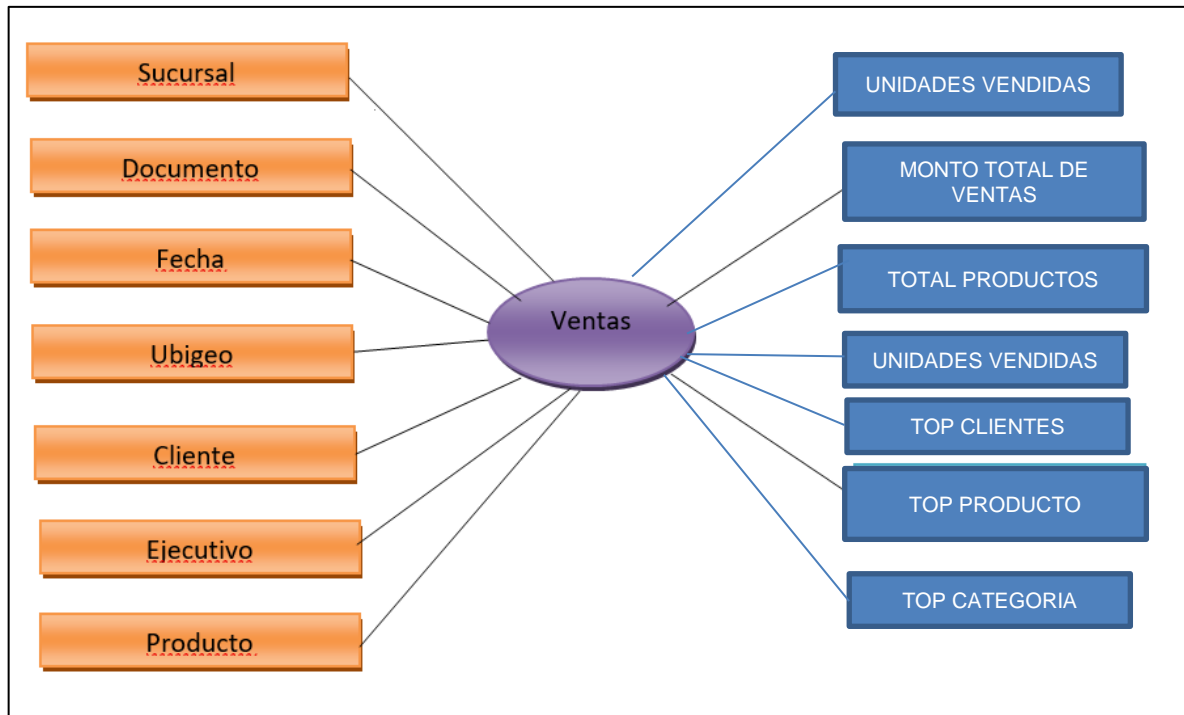 Sucursal
Documento
Fecha
Ubigeo
Cliente
Ejecutivo
Producto
Ventas
UNIDADES VENDIDAS
MONTO TOTAL DE
VENTAS
TOTAL PRODUCTOS
UNIDADES VENDIDAS
TOP CLIENTES
TOP PRODUCTO
TOP CATEGORIA